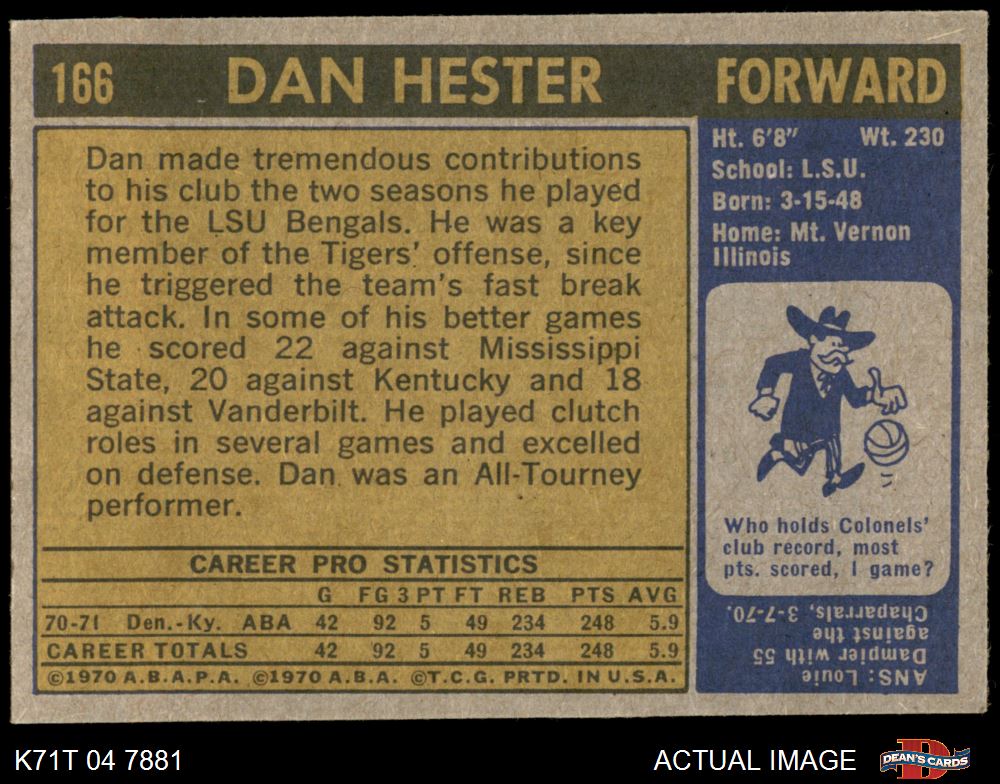 166 DAN HESTER FORWARD
Dan made tremendous contributions
to his club the two seasons he played
for the LSU Bengals. He was a key
member of the Tigers' offense, since
he triggered the team's fast break
attack. In some of his better games
he scored 22 against Mississippi
State, 20 against Kentucky and 18
against Vanderbilt. He played clutch
roles in several games and excelled
on defense. Dan was an All-Tourney
performer.
CAREER PRO STATISTICS
G FG 3PT FT REB PTS AVG
70-71 Den.-Ky. ABA 42 92 5 49 234 248 5.9
CAREER TOTALS 42 92 5 49 234 248 5.9
©1970 A.B.A.P.A. ©1970 A.B.A. ©T.C.G. PRTD. IN U.S.A.
Ht. 6'8" Wt. 230
School: L.S.U.
Born: 3-15-48
Home: Mt. Vernon
Illinois
Who holds Colonels'
club record, most
pts. scored, 1 game?
ANS: Louie
Dampier with 55
against the
Chaparrals, 3-7-70.
K71T 04 7881 ACTUAL IMAGE DEAN'S CARDS